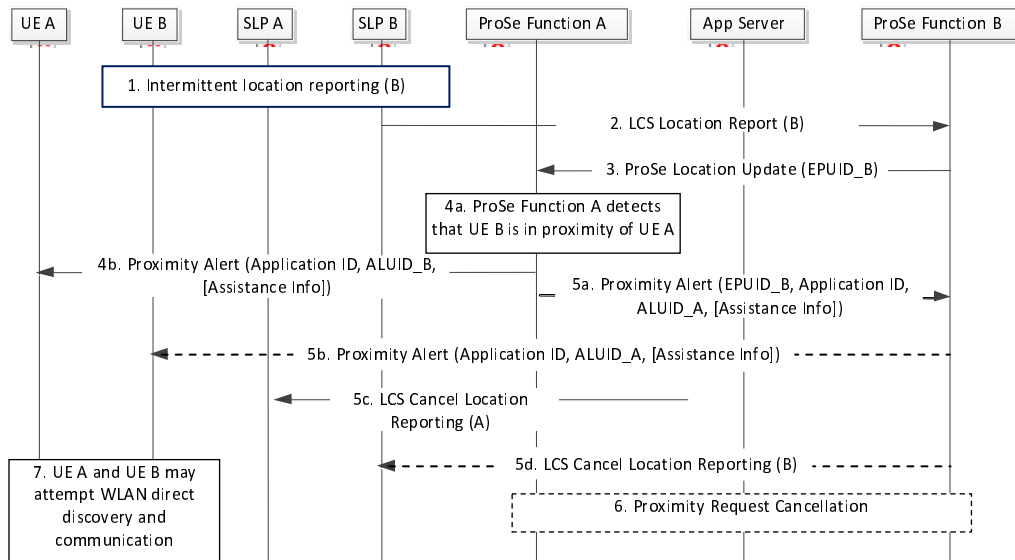 UE A
UE B
SLP A
SLP B
ProSe Function A
App Server
ProSe Function B
1. Intermittent location reporting (B)
2. LCS Location Report (B)
3. ProSe Location Update (EPUID_B)
4a. ProSe Function A detects
that UE B is in proximity of UE A
4b. Proximity Alert (Application ID, ALUID_B,
[Assistance Info])
5a. Proximity Alert (EPUID_B, Application ID,
ALUID_A, [Assistance Info])
5b. Proximity Alert (Application ID, ALUID_A, [Assistance Info])
5c. LCS Cancel Location
Reporting (A)
5d. LCS Cancel Location Reporting (B)
6. Proximity Request Cancellation
7. UE A and UE B may
attempt WLAN direct
discovery and
communication